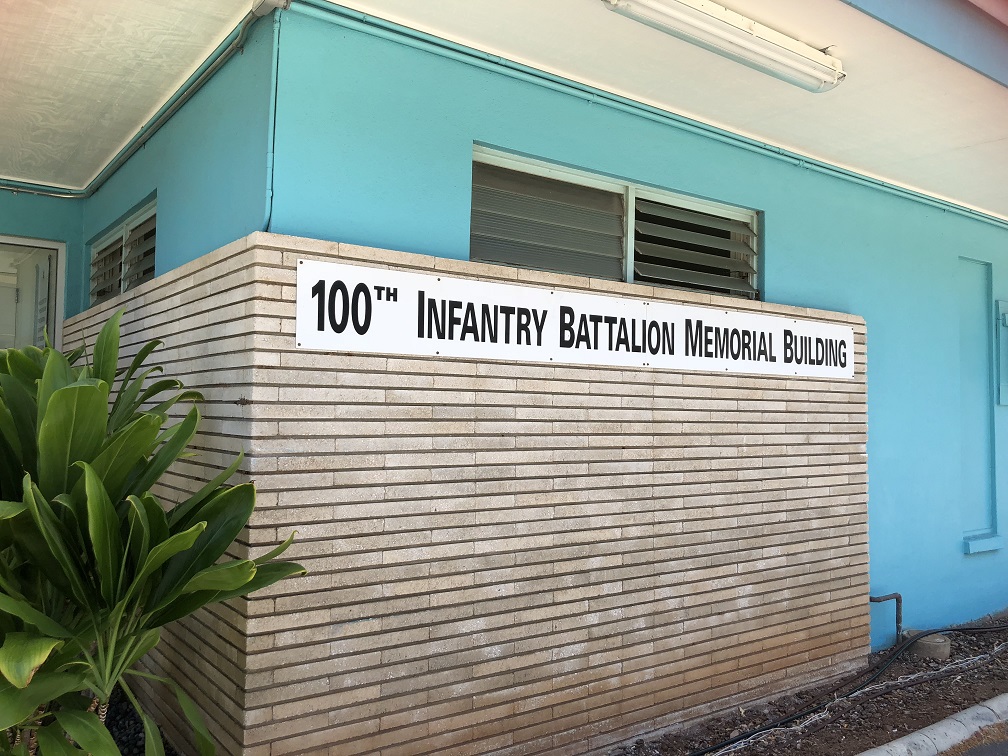 100TH INFANTRY BATTALION MEMORIAL BUILDING